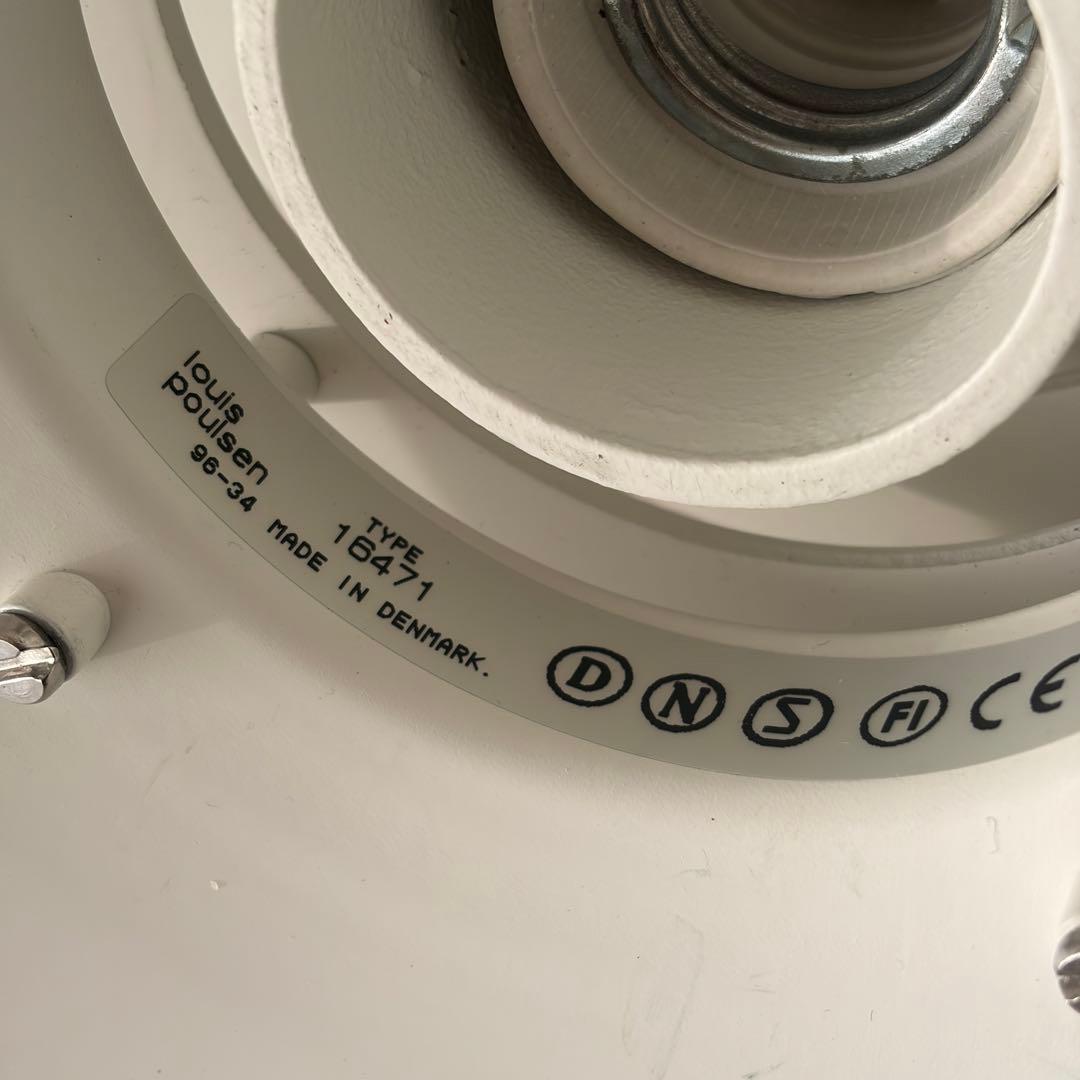 louis
poulsen
96-34 MADE IN DENMARK.
TYPE
16471
D N S FI CE